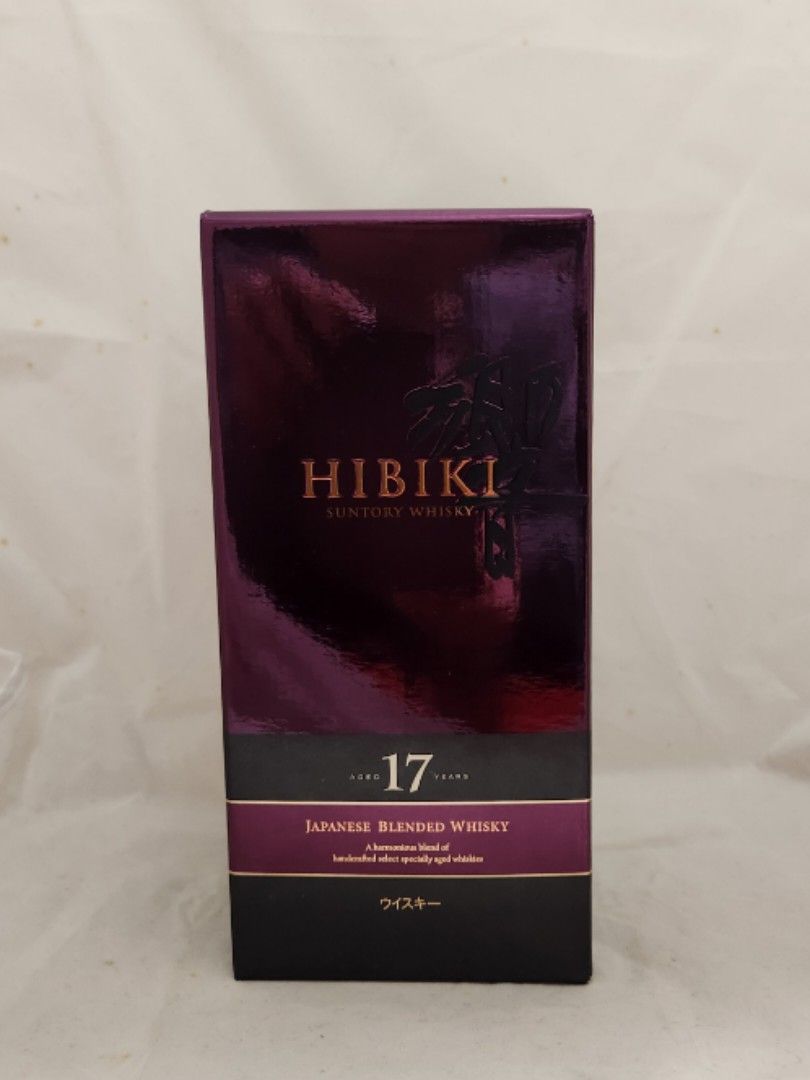 響
HIBIKI
SUNTORY WHISKY
AGED 17 YEARS
JAPANESE BLENDED WHISKY
A harmonious blend of
handcrafted select specially aged whiskies
ウイスキー